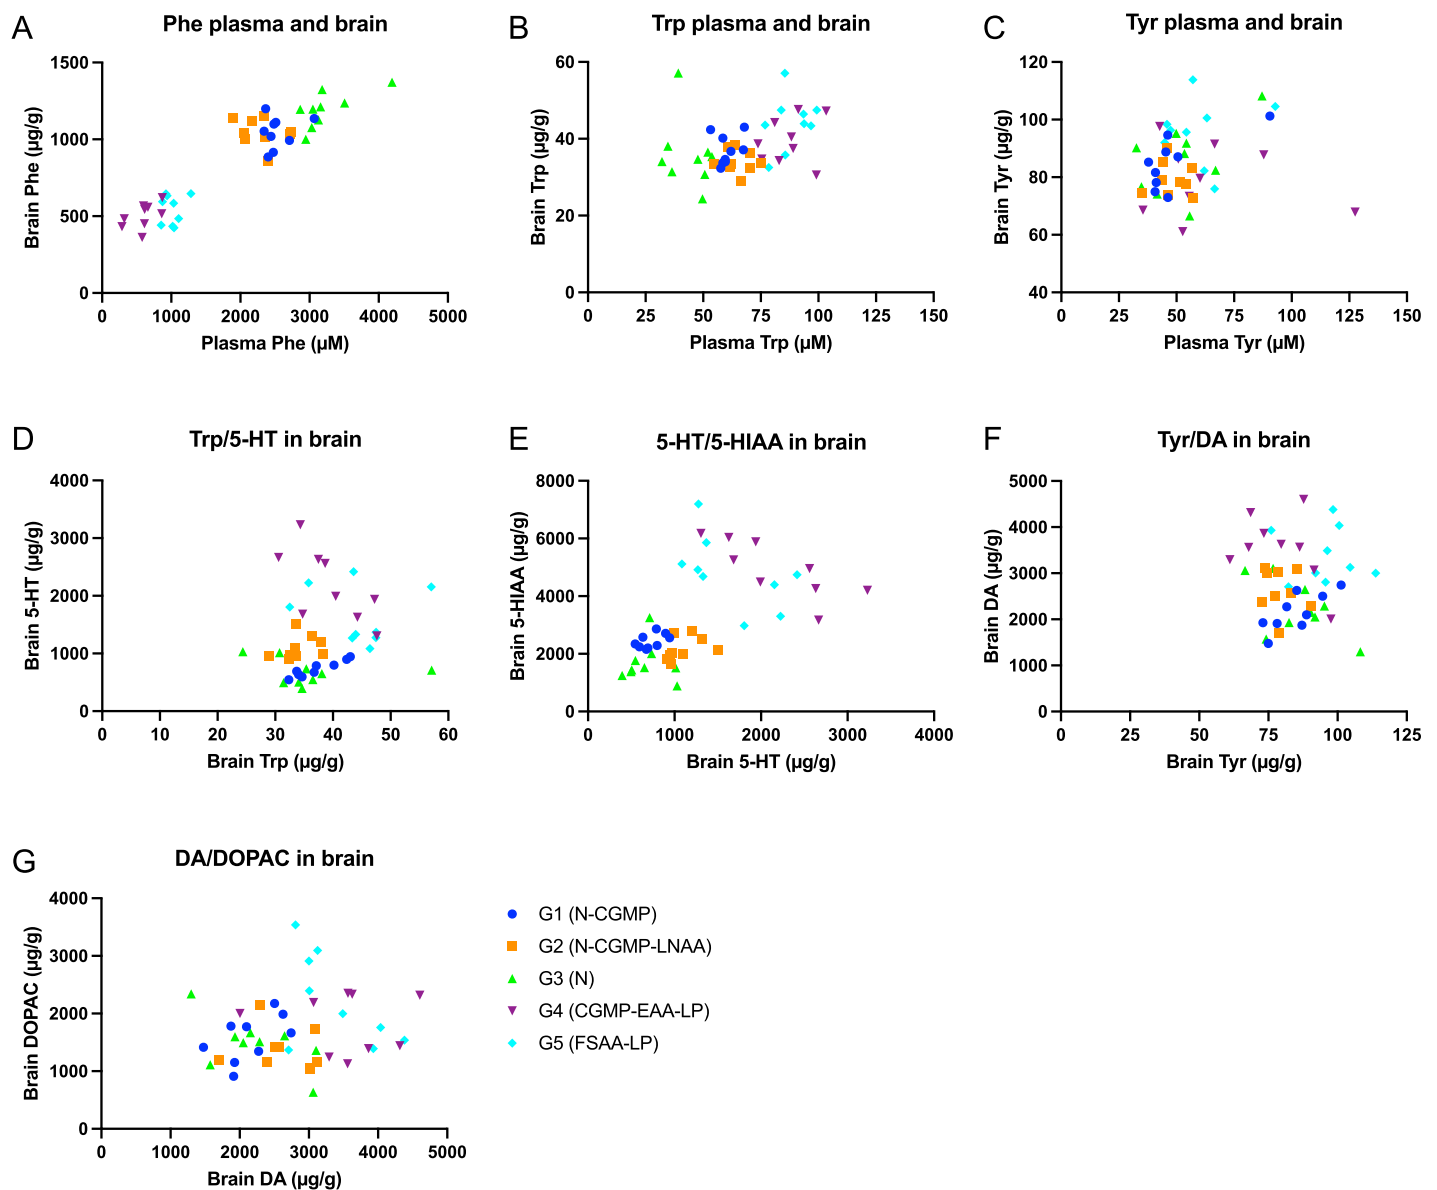 A
Phe plasma and brain
Brain Phe (µg/g)
1500
1000
500
0
0 1000 2000 3000 4000 5000
Plasma Phe (µM)
B
Trp plasma and brain
Brain Trp (µg/g)
60
40
20
0
0 25 50 75 100 125 150
Plasma Trp (µM)
C
Tyr plasma and brain
Brain Tyr (µg/g)
120
100
80
60
40
0 25 50 75 100 125 150
Plasma Tyr (µM)
D
Trp/5-HT in brain
Brain 5-HT (µg/g)
4000
3000
2000
1000
0
0 10 20 30 40 50 60
Brain Trp (µg/g)
E
5-HT/5-HIAA in brain
Brain 5-HIAA (µg/g)
8000
6000
4000
2000
0
0 1000 2000 3000 4000
Brain 5-HT (µg/g)
F
Tyr/DA in brain
Brain DA (µg/g)
5000
4000
3000
2000
1000
0
0 25 50 75 100 125
Brain Tyr (µg/g)
G
DA/DOPAC in brain
Brain DOPAC (µg/g)
4000
3000
2000
1000
0
0 1000 2000 3000 4000 5000
Brain DA (µg/g)
G1 (N-CGMP)
G2 (N-CGMP-LNAA)
G3 (N)
G4 (CGMP-EAA-LP)
G5 (FSAA-LP)